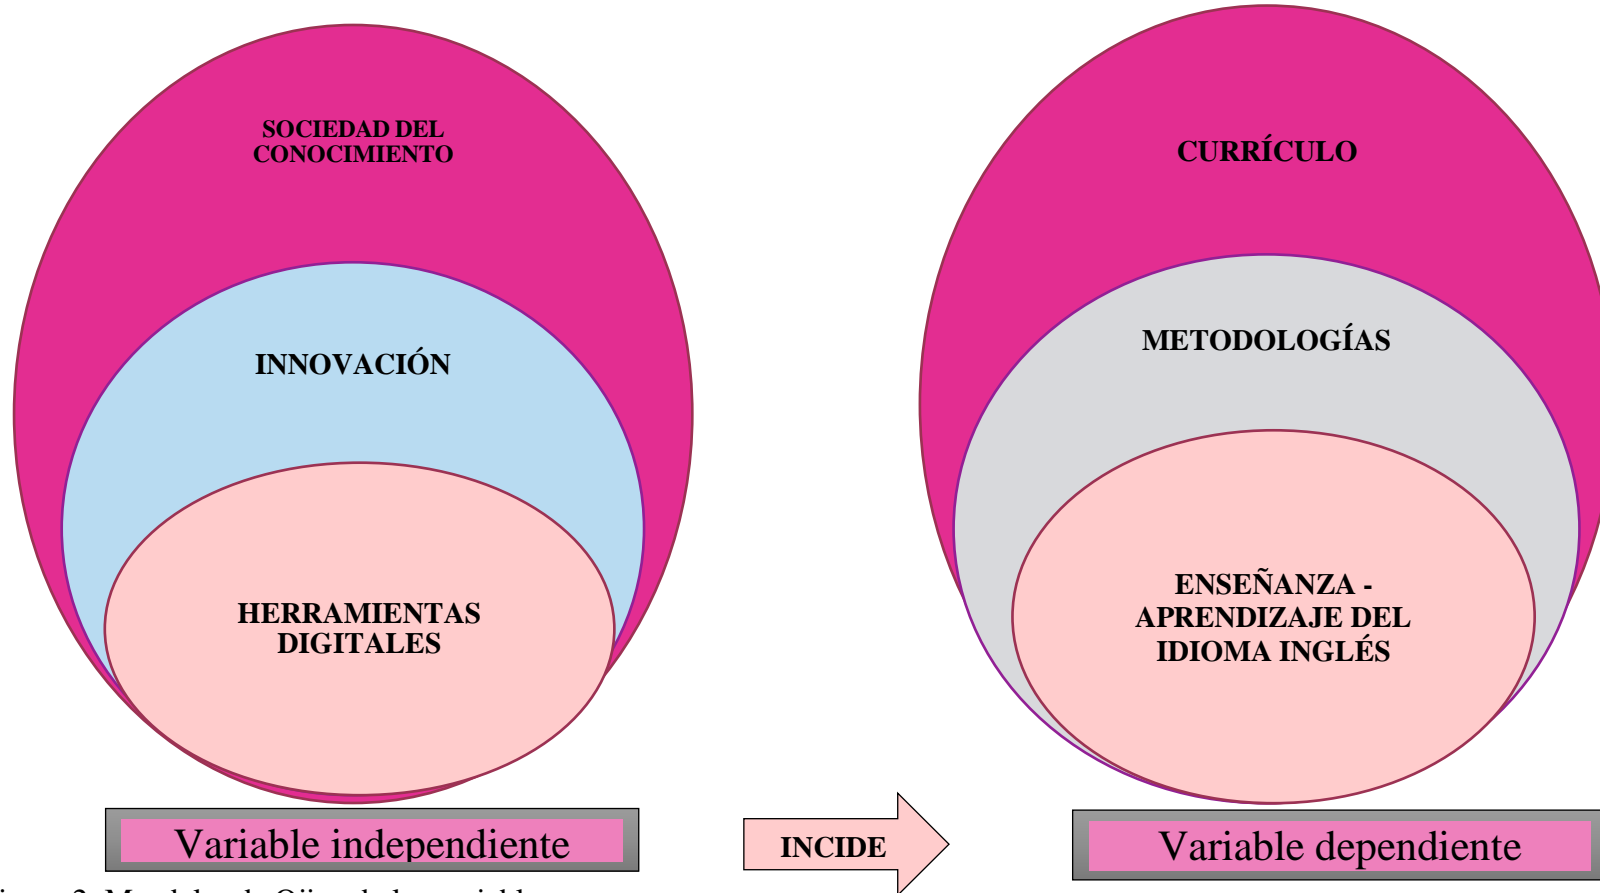 SOCIEDAD DEL
CONOCIMIENTO
INNOVACIÓN
HERRAMIENTAS
DIGITALES
CURRÍCULO
METODOLOGÍAS
ENSEÑANZA -
APRENDIZAJE DEL
IDIOMA INGLÉS
Variable independiente
INCIDE
Variable dependiente